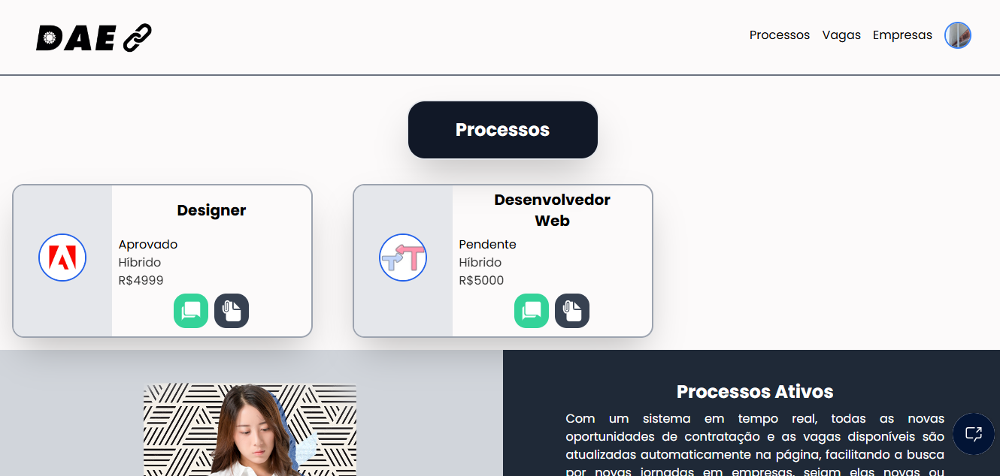 DAE
Processos Vagas Empresas
Processos
Designer
Aprovado
Híbrido
R$4999
Desenvolvedor
Web
Pendente
Híbrido
R$5000
Processos Ativos
Com um sistema em tempo real, todas as novas
oportunidades de contratação e as vagas disponíveis são
atualizadas automaticamente na página, facilitando a busca
por novas jornadas em empresas, sejam elas novas ou